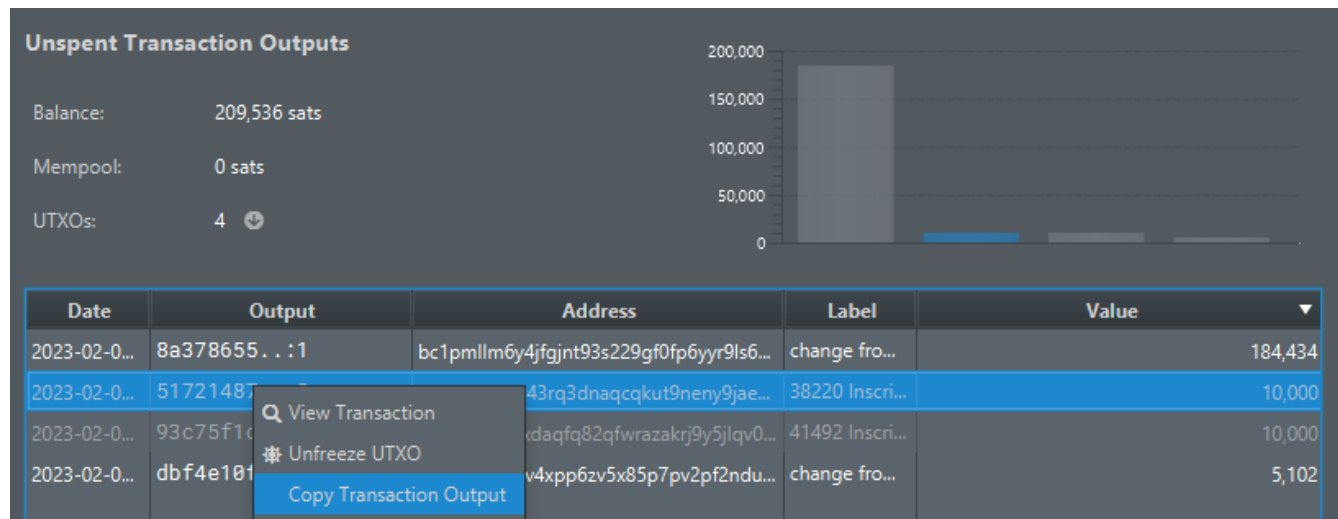 Unspent Transaction Outputs
Balance: 209,536 sats
Mempool: 0 sats
UTXOs: 4
200,000
150,000
100,000
50,000
0
Date Output Address Label Value
2023-02-0... 8a378655..:1 bc1pmllm6y4jfgjnt93s229gf0fp6yyr9ls6... change fro... 184,434
2023-02-0... 51721487 43rq3dnaqcqkut9neny9jae... 38220 Inscri... 10,000
View Transaction
2023-02-0... 93c75f1c xdaqfq82qfwrazakrj9y5jlqv0... 41492 Inscri... 10,000
Unfreeze UTXO
2023-02-0... dbf4e10f v4xpp6zv5x85p7pv2pf2ndu... change fro... 5,102
Copy Transaction Output